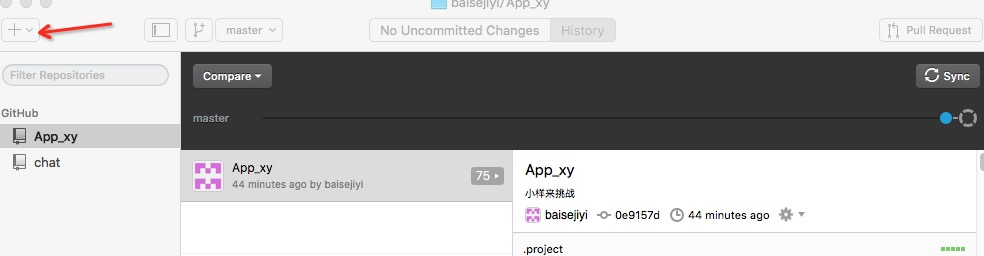 baisejiyi/App_xy
master
No Uncommitted Changes
History
Pull Request
Filter Repositories
Compare
Sync
GitHub
master
App_xy
chat
App_xy
75
44 minutes ago by baisejiyi
App_xy
小样来挑战
baisejiyi
0e9157d
44 minutes ago
.project